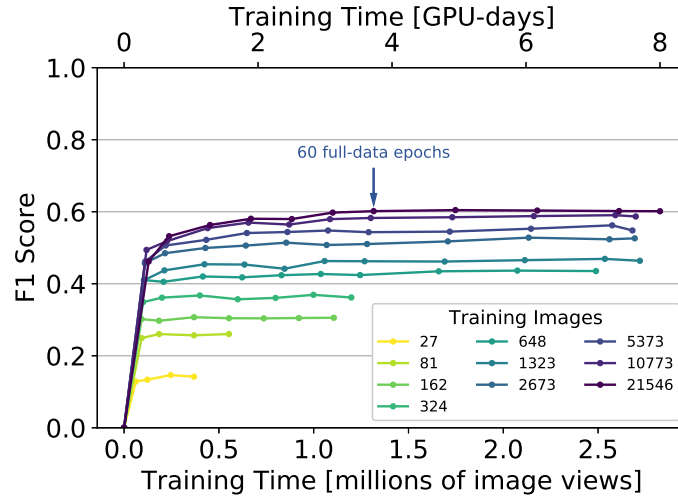 Training Time [GPU-days]
0 2 4 6 8
1.0
0.8
0.6
0.4
0.2
0.0
F1 Score
60 full-data epochs
Training Images
27 648 5373
81 1323 10773
162 2673 21546
324
0.0 0.5 1.0 1.5 2.0 2.5
Training Time [millions of image views]